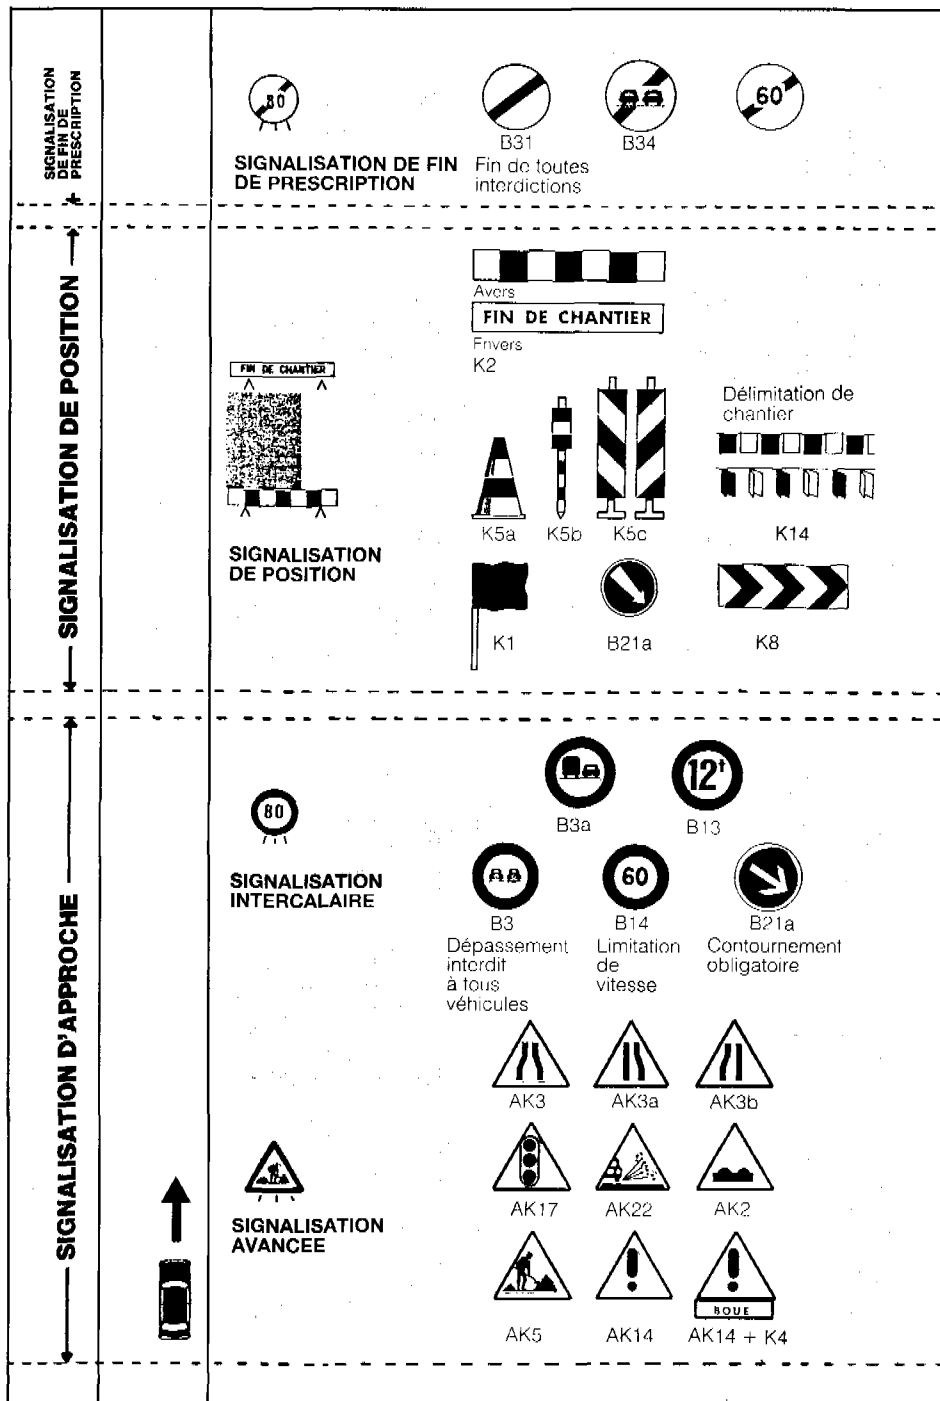 SIGNALISATION
DE FIN DE
PRESCRIPTION
80
SIGNALISATION DE FIN
DE PRESCRIPTION
B31
Fin de toutes
interdictions
B34
60
SIGNALISATION DE POSITION
Avers
FIN DE CHANTIER
K2
FIN DE CHANTIER
SIGNALISATION
DE POSITION
K5a
K5b
K5c
Délimitation de
chantier
K14
K1
B21a
K8
SIGNALISATION D'APPROCHE
80
SIGNALISATION
INTERCALAIRE
B3a
12t
B13
B3
Dépassement
interdit
à tous
véhicules
60
B14
Limitation
de
vitesse
B21a
Contournement
obligatoire
AK3
AK3a
AK3b
SIGNALISATION
AVANCEE
AK17
AK22
AK2
AK5
AK14
BOUE
AK14 + K4